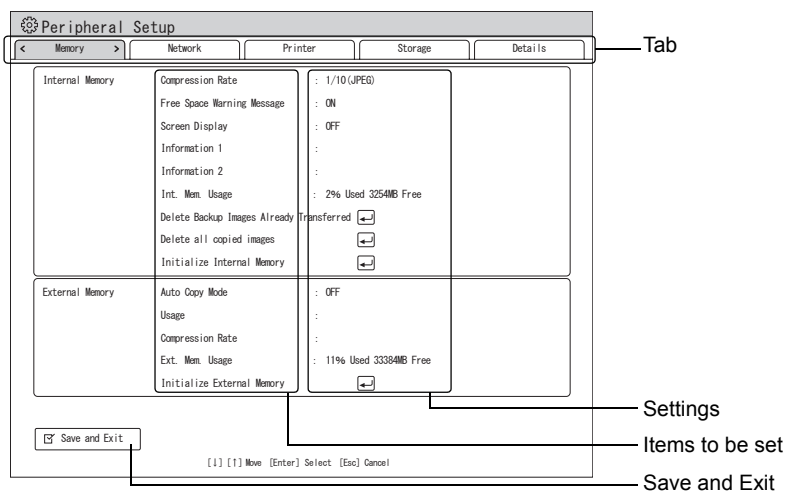 Peripheral Setup
< Memory > Network Printer Storage Details
Tab
Internal Memory Compression Rate : 1/10(JPEG)
Free Space Warning Message : ON
Screen Display : OFF
Information 1 :
Information 2 :
Int. Mem. Usage : 2% Used 3254MB Free
Delete Backup Images Already Transferred
Delete all copied images
Initialize Internal Memory
External Memory Auto Copy Mode : OFF
Usage :
Compression Rate :
Ext. Mem. Usage : 11% Used 33384MB Free
Initialize External Memory
Settings
Save and Exit
Items to be set
[↓] [↑] Move [Enter] Select [Esc] Cancel
Save and Exit